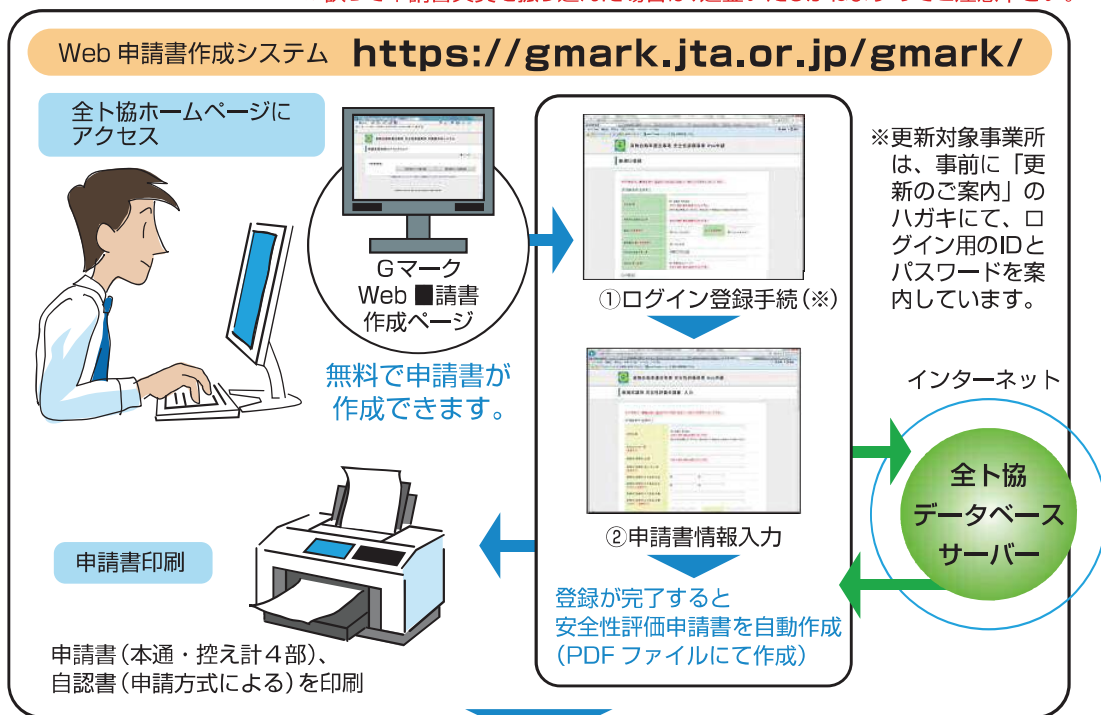 Web 申請書作成システム https://gmark.jta.or.jp/gmark/
全ト協ホームページに
アクセス
Gマーク
Web ■請書
作成ページ
無料で申請書が
作成できます。
①ログイン登録手続(※)
②申請書情報入力
登録が完了すると
安全性評価申請書を自動作成
(PDF ファイルにて作成)
※更新対象事業所
は、事前に「更
新のご案内」の
ハガキにて、ロ
グイン用のIDと
パスワードを案
内しています。
インターネット
全ト協
データベース
サーバー
申請書印刷
申請書(本通・控え計4部)、
自認書(申請方式による)を印刷